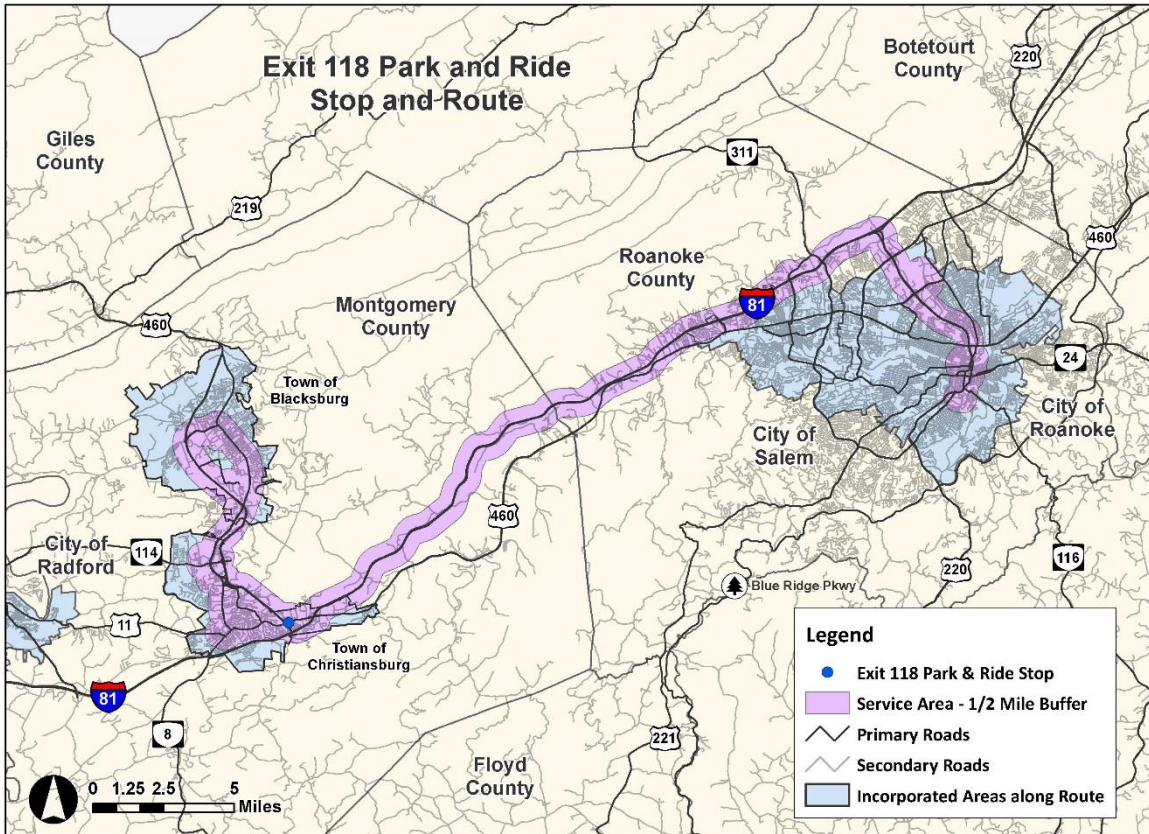 Exit 118 Park and Ride
Stop and Route
Botetourt
County
220
Giles
County
311
219
460
Roanoke
County
Montgomery
County
81
460
24
Town of
Blacksburg
City of
Roanoke
City of
Salem
460
City of
Radford
114
220
116
Blue Ridge Pkwy
11
Town of
Christiansburg
81
8
221
Floyd
County
0 1.25 2.5 5
Miles
Legend
Exit 118 Park & Ride Stop
Service Area - 1/2 Mile Buffer
Primary Roads
Secondary Roads
Incorporated Areas along Route